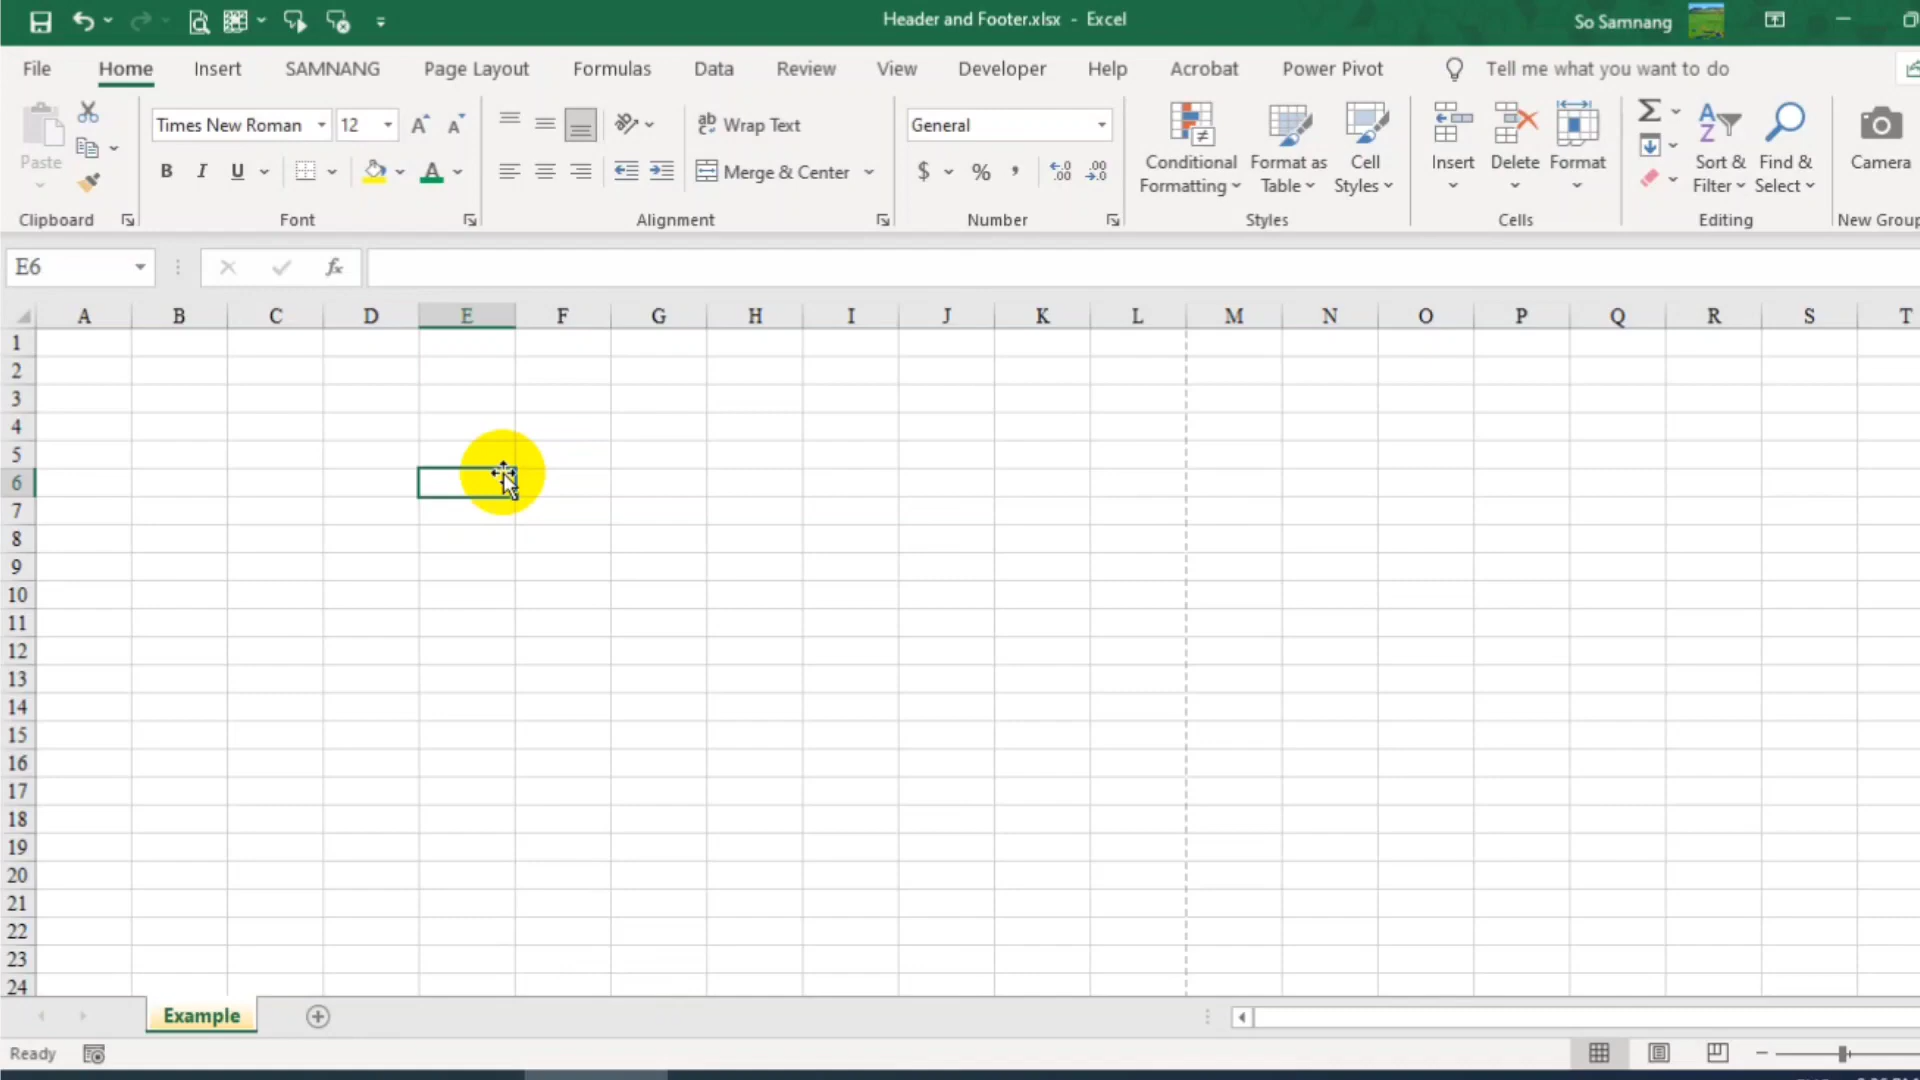 Header and Footer.xlsx - Excel
So Samnang
File Home Insert SAMNANG Page Layout Formulas Data Review View Developer Help Acrobat Power Pivot Tell me what you want to do
Paste
Clipboard
Times New Roman 12
B I U A
Font
Wrap Text
Merge & Center
Alignment
General
$ % ,
Number
Conditional Formatting
Format as Table
Cell Styles
Styles
Insert Delete Format
Cells
Sort & Filter
Find & Select
Editing
Camera
New Group
E6
fx
A B C D E F G H I J K L M N O P Q R S T
1
2
3
4
5
6
7
8
9
10
11
12
13
14
15
16
17
18
19
20
21
22
23
24
Example
Ready